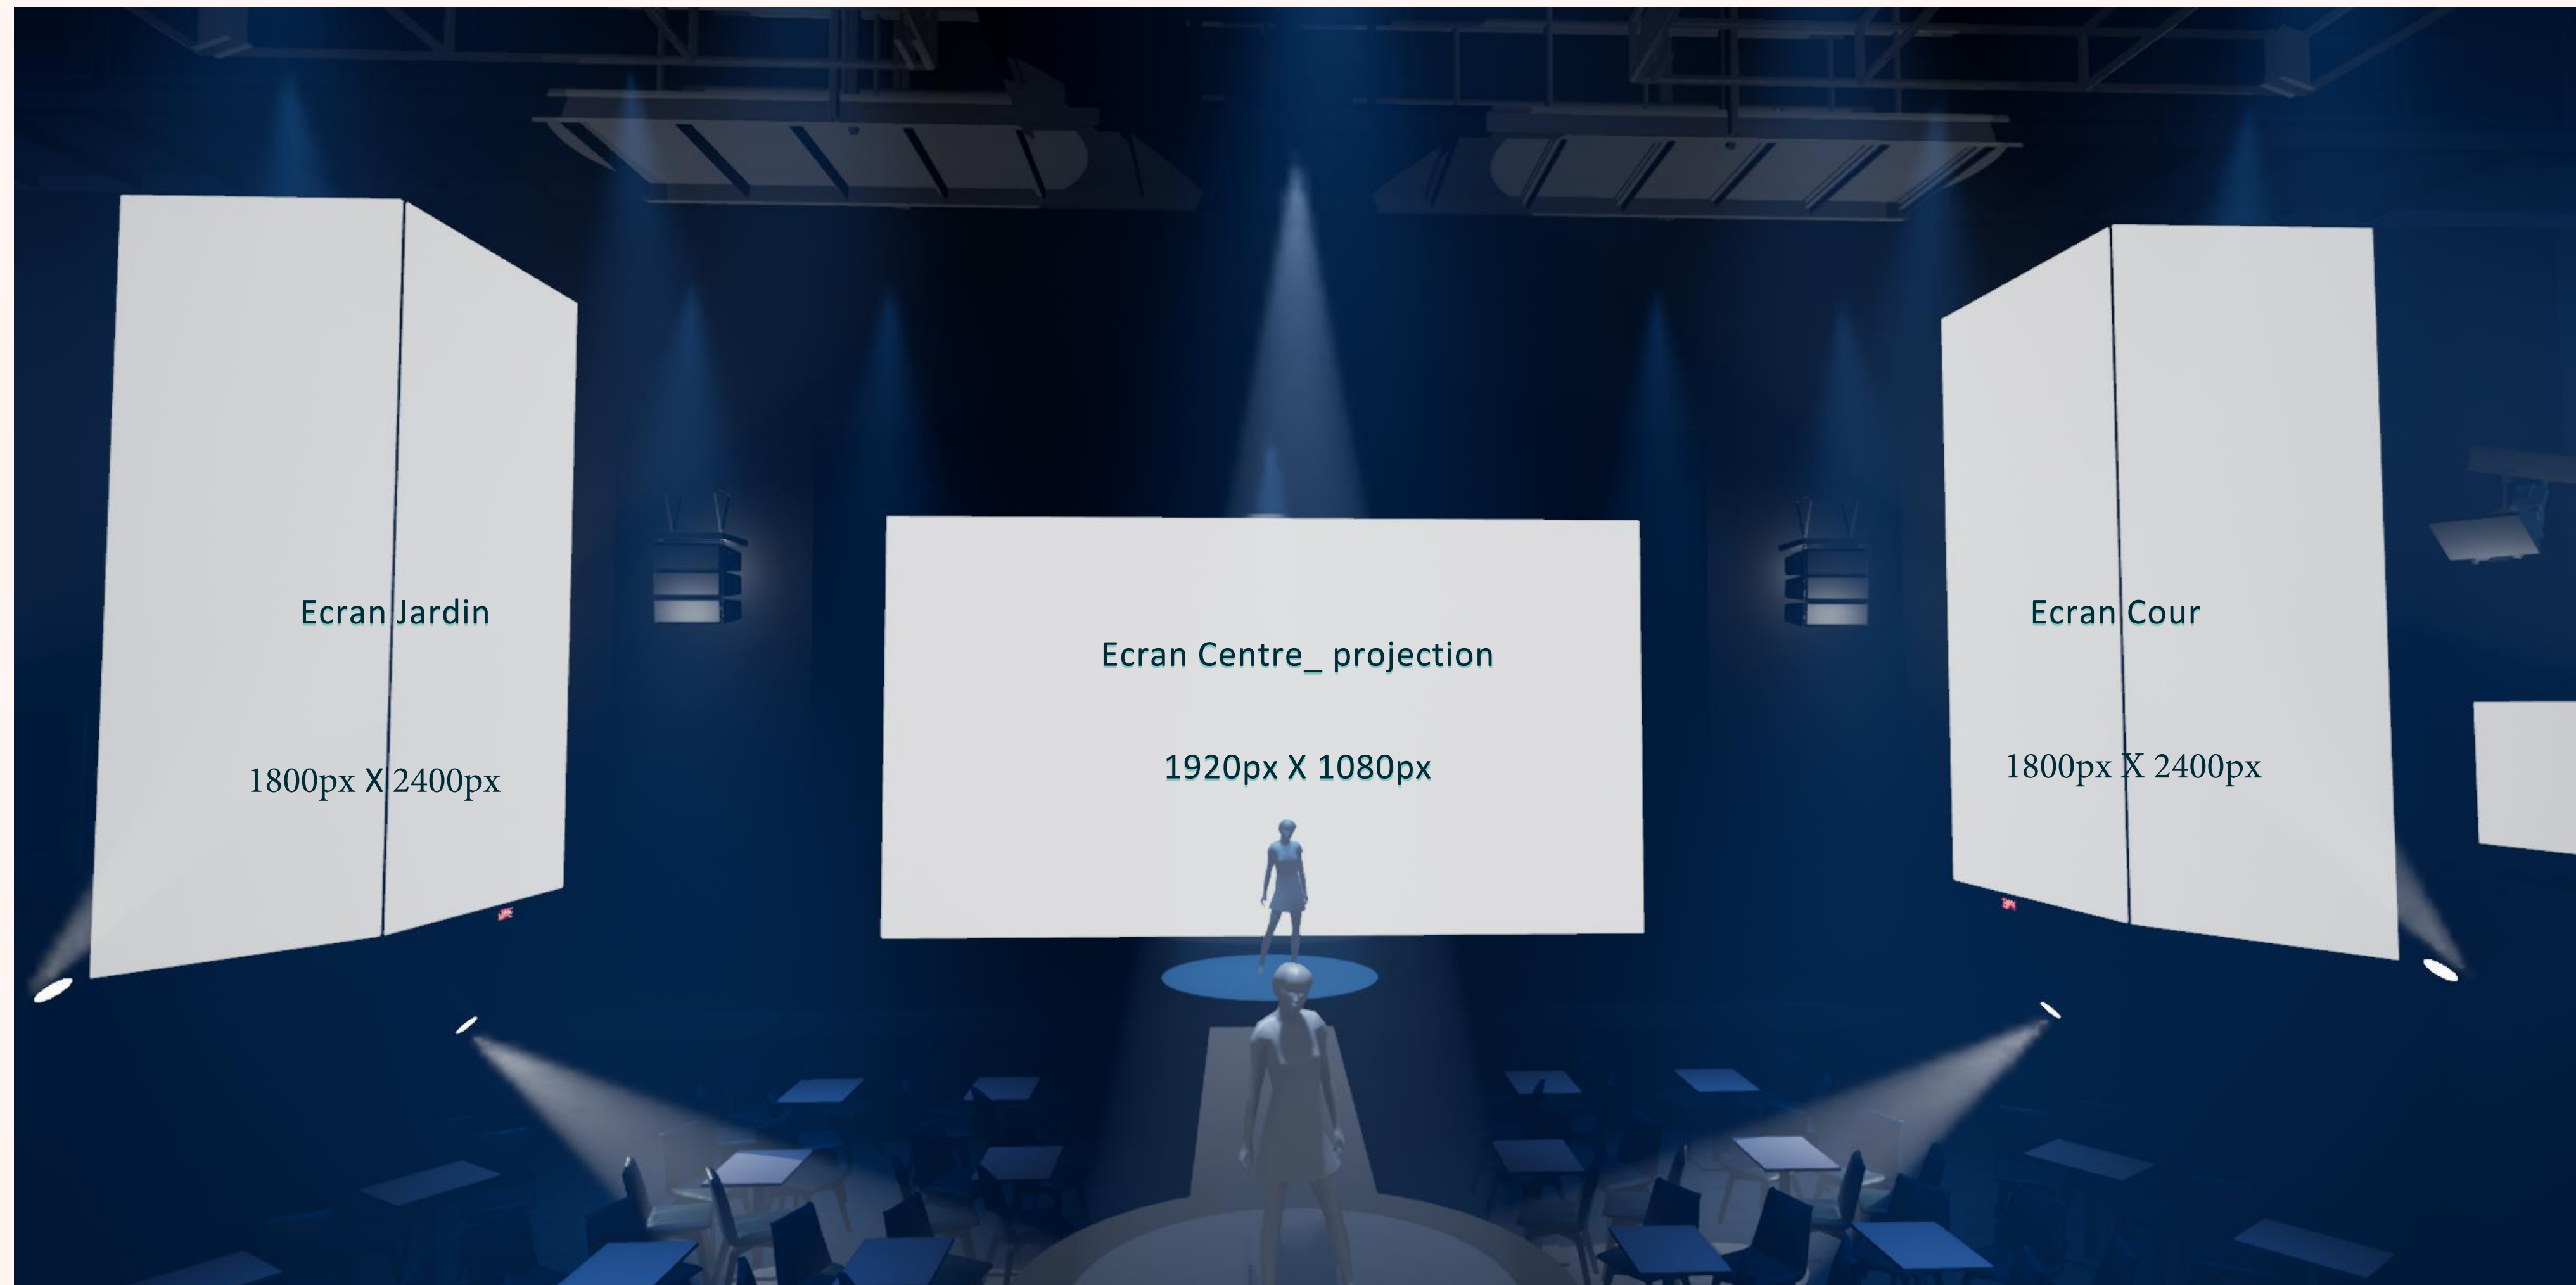 Ecran Jardin
1800px X 2400px
Ecran Centre_ projection
1920px X 1080px
Ecran Cour
1800px X 2400px